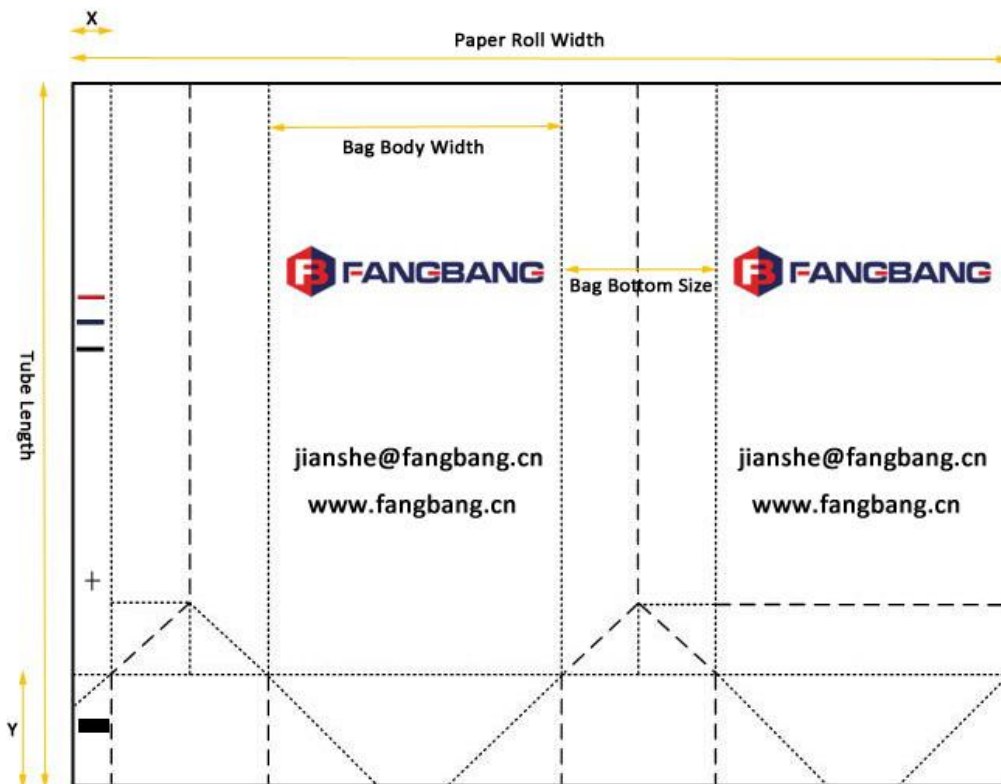 X
Paper Roll Width
Bag Body Width
FANGBANG
FANGBANG
Bag Bottom Size
Tube Length
jianshe@fangbang.cn
jianshe@fangbang.cn
www.fangbang.cn
www.fangbang.cn
Y